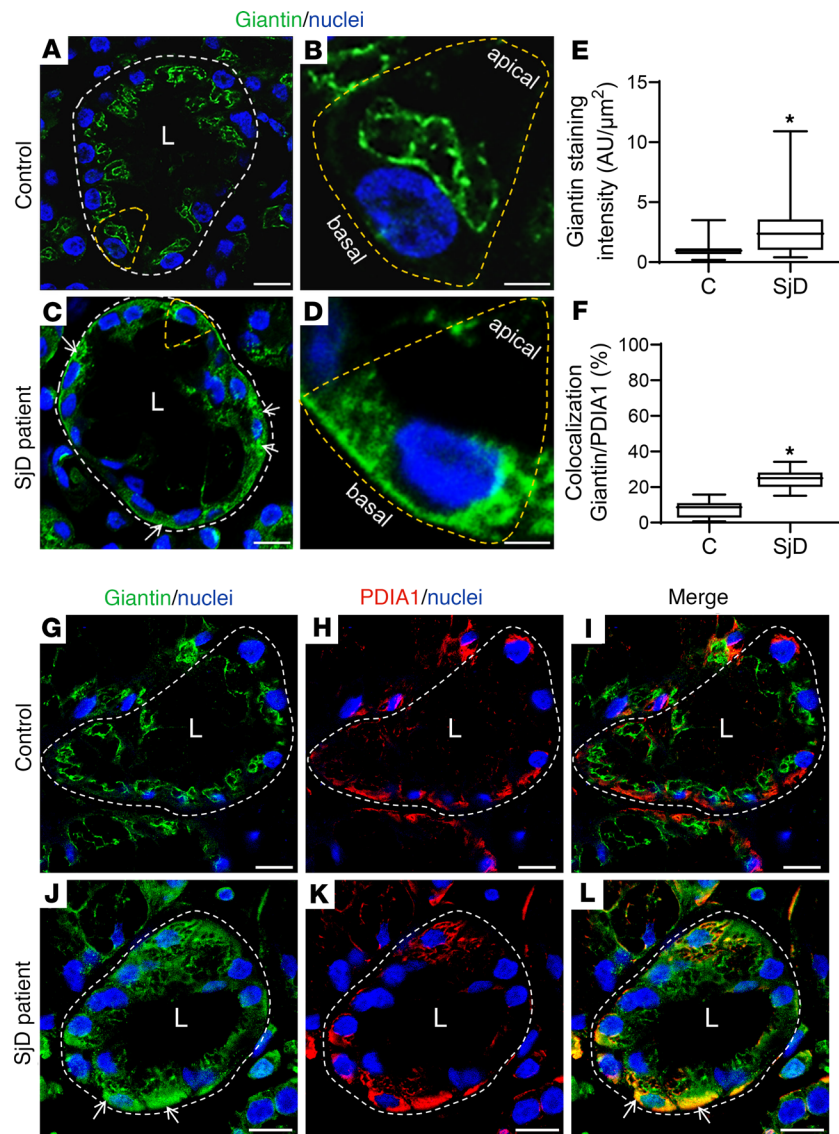 Giantin/nuclei
A
B
E
Control
L
apical
basal
Giantin staining
intensity (AU/µm²)
15
10
5
0
*
C
SjD
C
D
F
SjD patient
L
apical
basal
Colocalization
Giantin/PDIA1 (%)
100
80
60
40
20
0
*
C
SjD
Giantin/nuclei
PDIA1/nuclei
Merge
G
H
I
Control
L
L
L
J
K
L
SjD patient
L
L
L